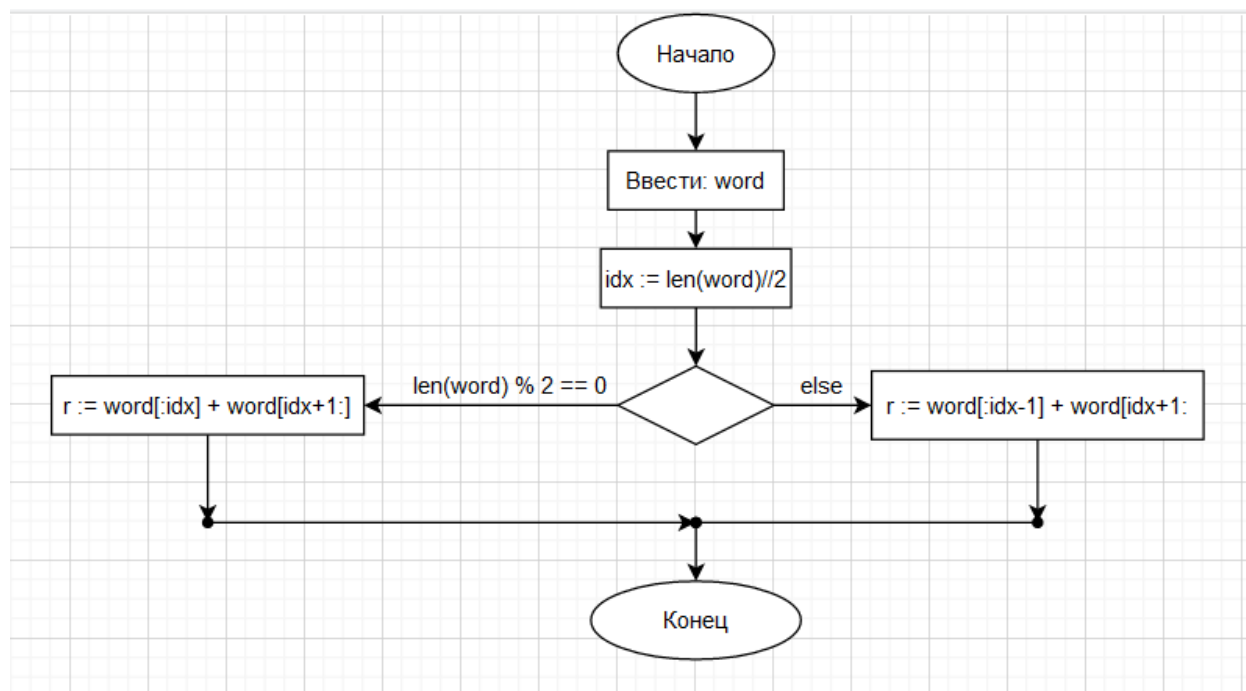 Начало
Ввести: word
idx := len(word)//2
len(word) % 2 == 0
else
r := word[:idx] + word[idx+1:]
r := word[:idx-1] + word[idx+1:
Конец